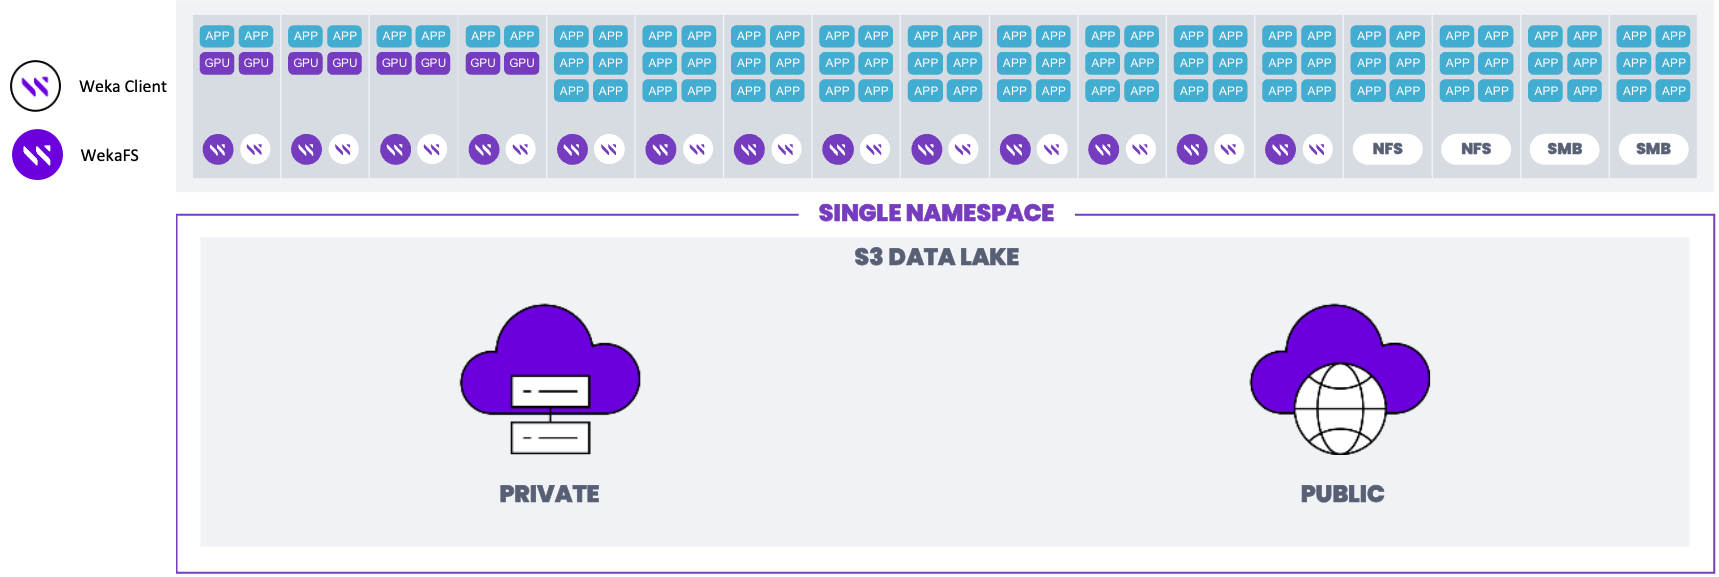 APP APP APP APP APP APP APP APP APP APP APP APP APP APP APP APP APP APP APP APP APP APP APP APP APP APP APP APP APP APP APP APP APP APP
GPU GPU GPU GPU GPU GPU GPU GPU APP APP APP APP APP APP APP APP APP APP APP APP APP APP APP APP APP APP APP APP APP APP APP APP APP APP
Weka Client
APP APP APP APP APP APP APP APP APP APP APP APP APP APP APP APP APP APP APP APP APP APP APP APP APP APP
WekaFS
NFS NFS SMB SMB
SINGLE NAMESPACE
S3 DATA LAKE
PRIVATE PUBLIC